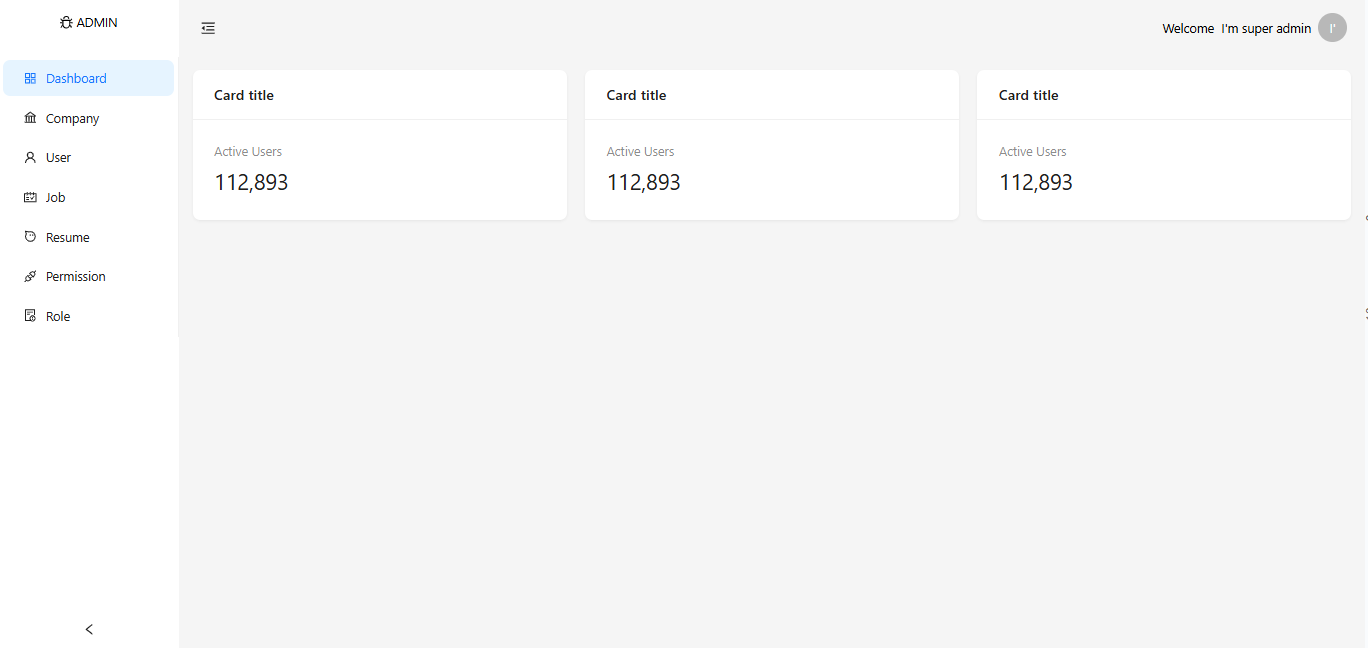 ADMIN
Welcome I'm super admin I'
Dashboard
Company
User
Job
Resume
Permission
Role
Card title
Active Users
112,893
Card title
Active Users
112,893
Card title
Active Users
112,893